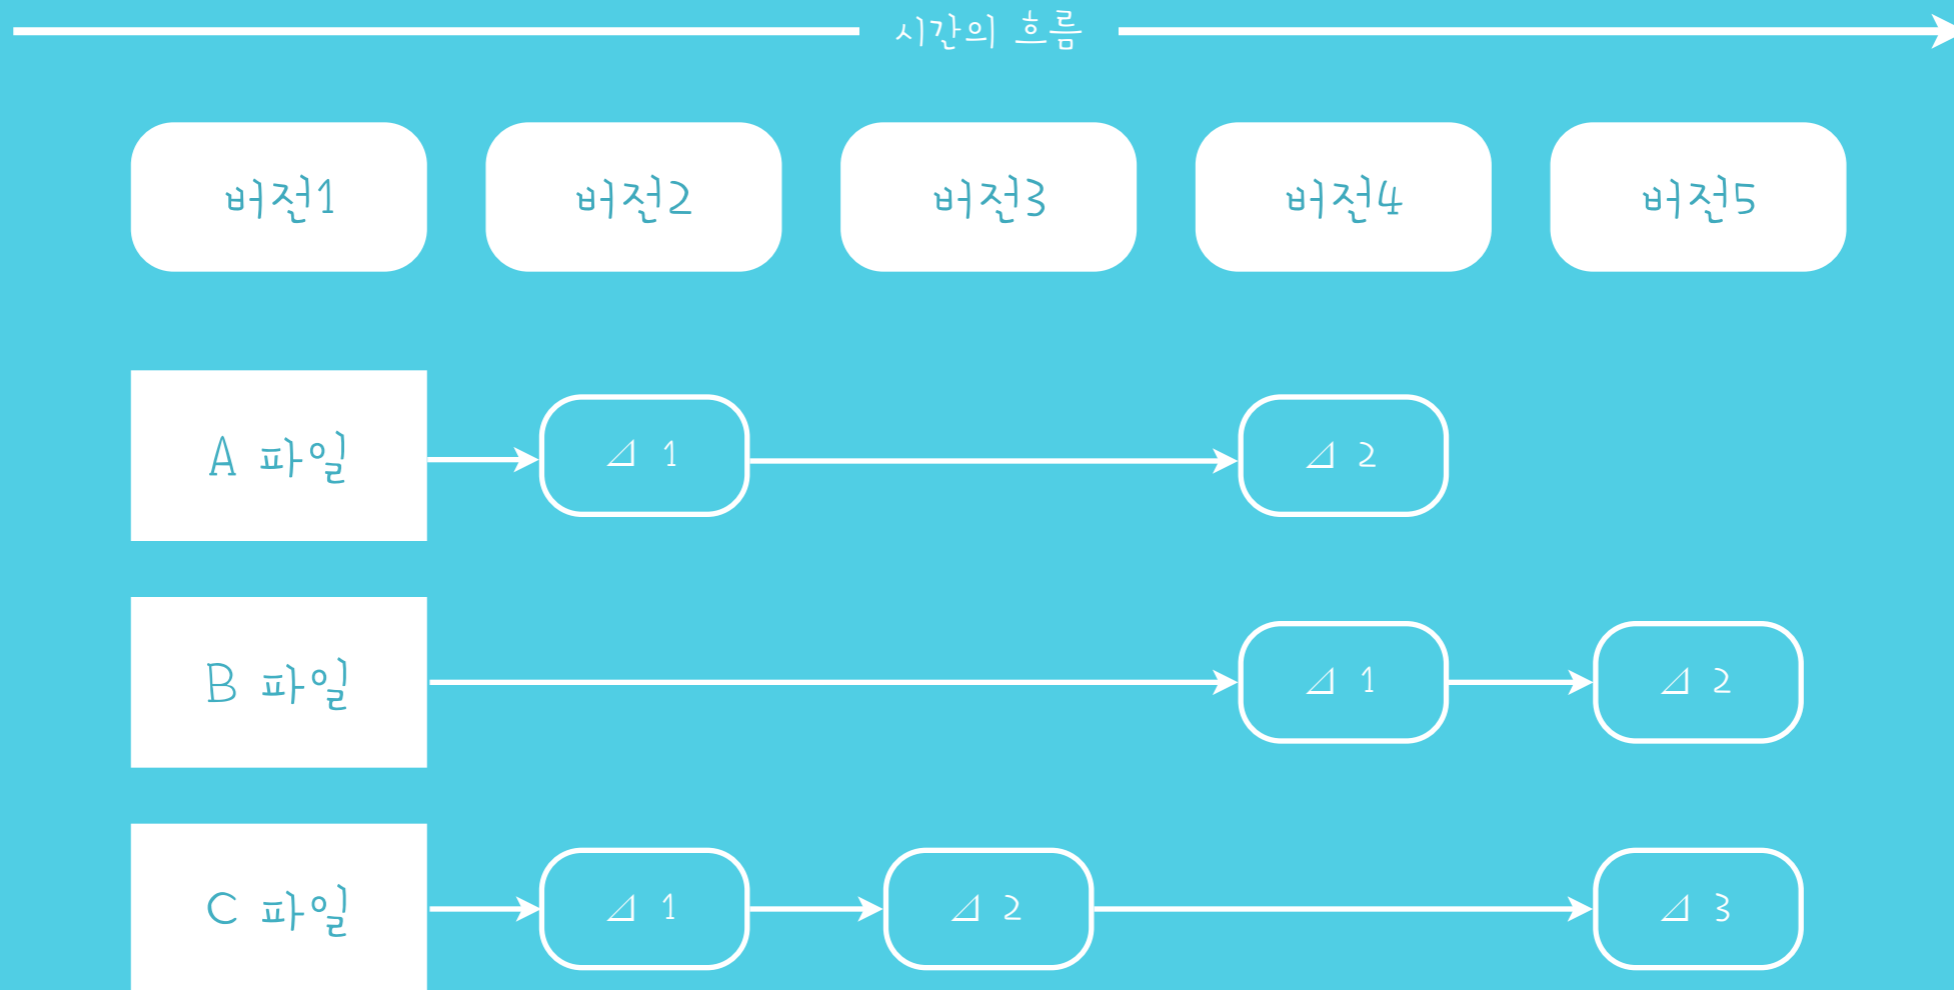 시간의 흐름
버전1 버전2 버전3 버전4 버전5
A 파일 ⊿ 1 ⊿ 2
B 파일 ⊿ 1 ⊿ 2
C 파일 ⊿ 1 ⊿ 2 ⊿ 3